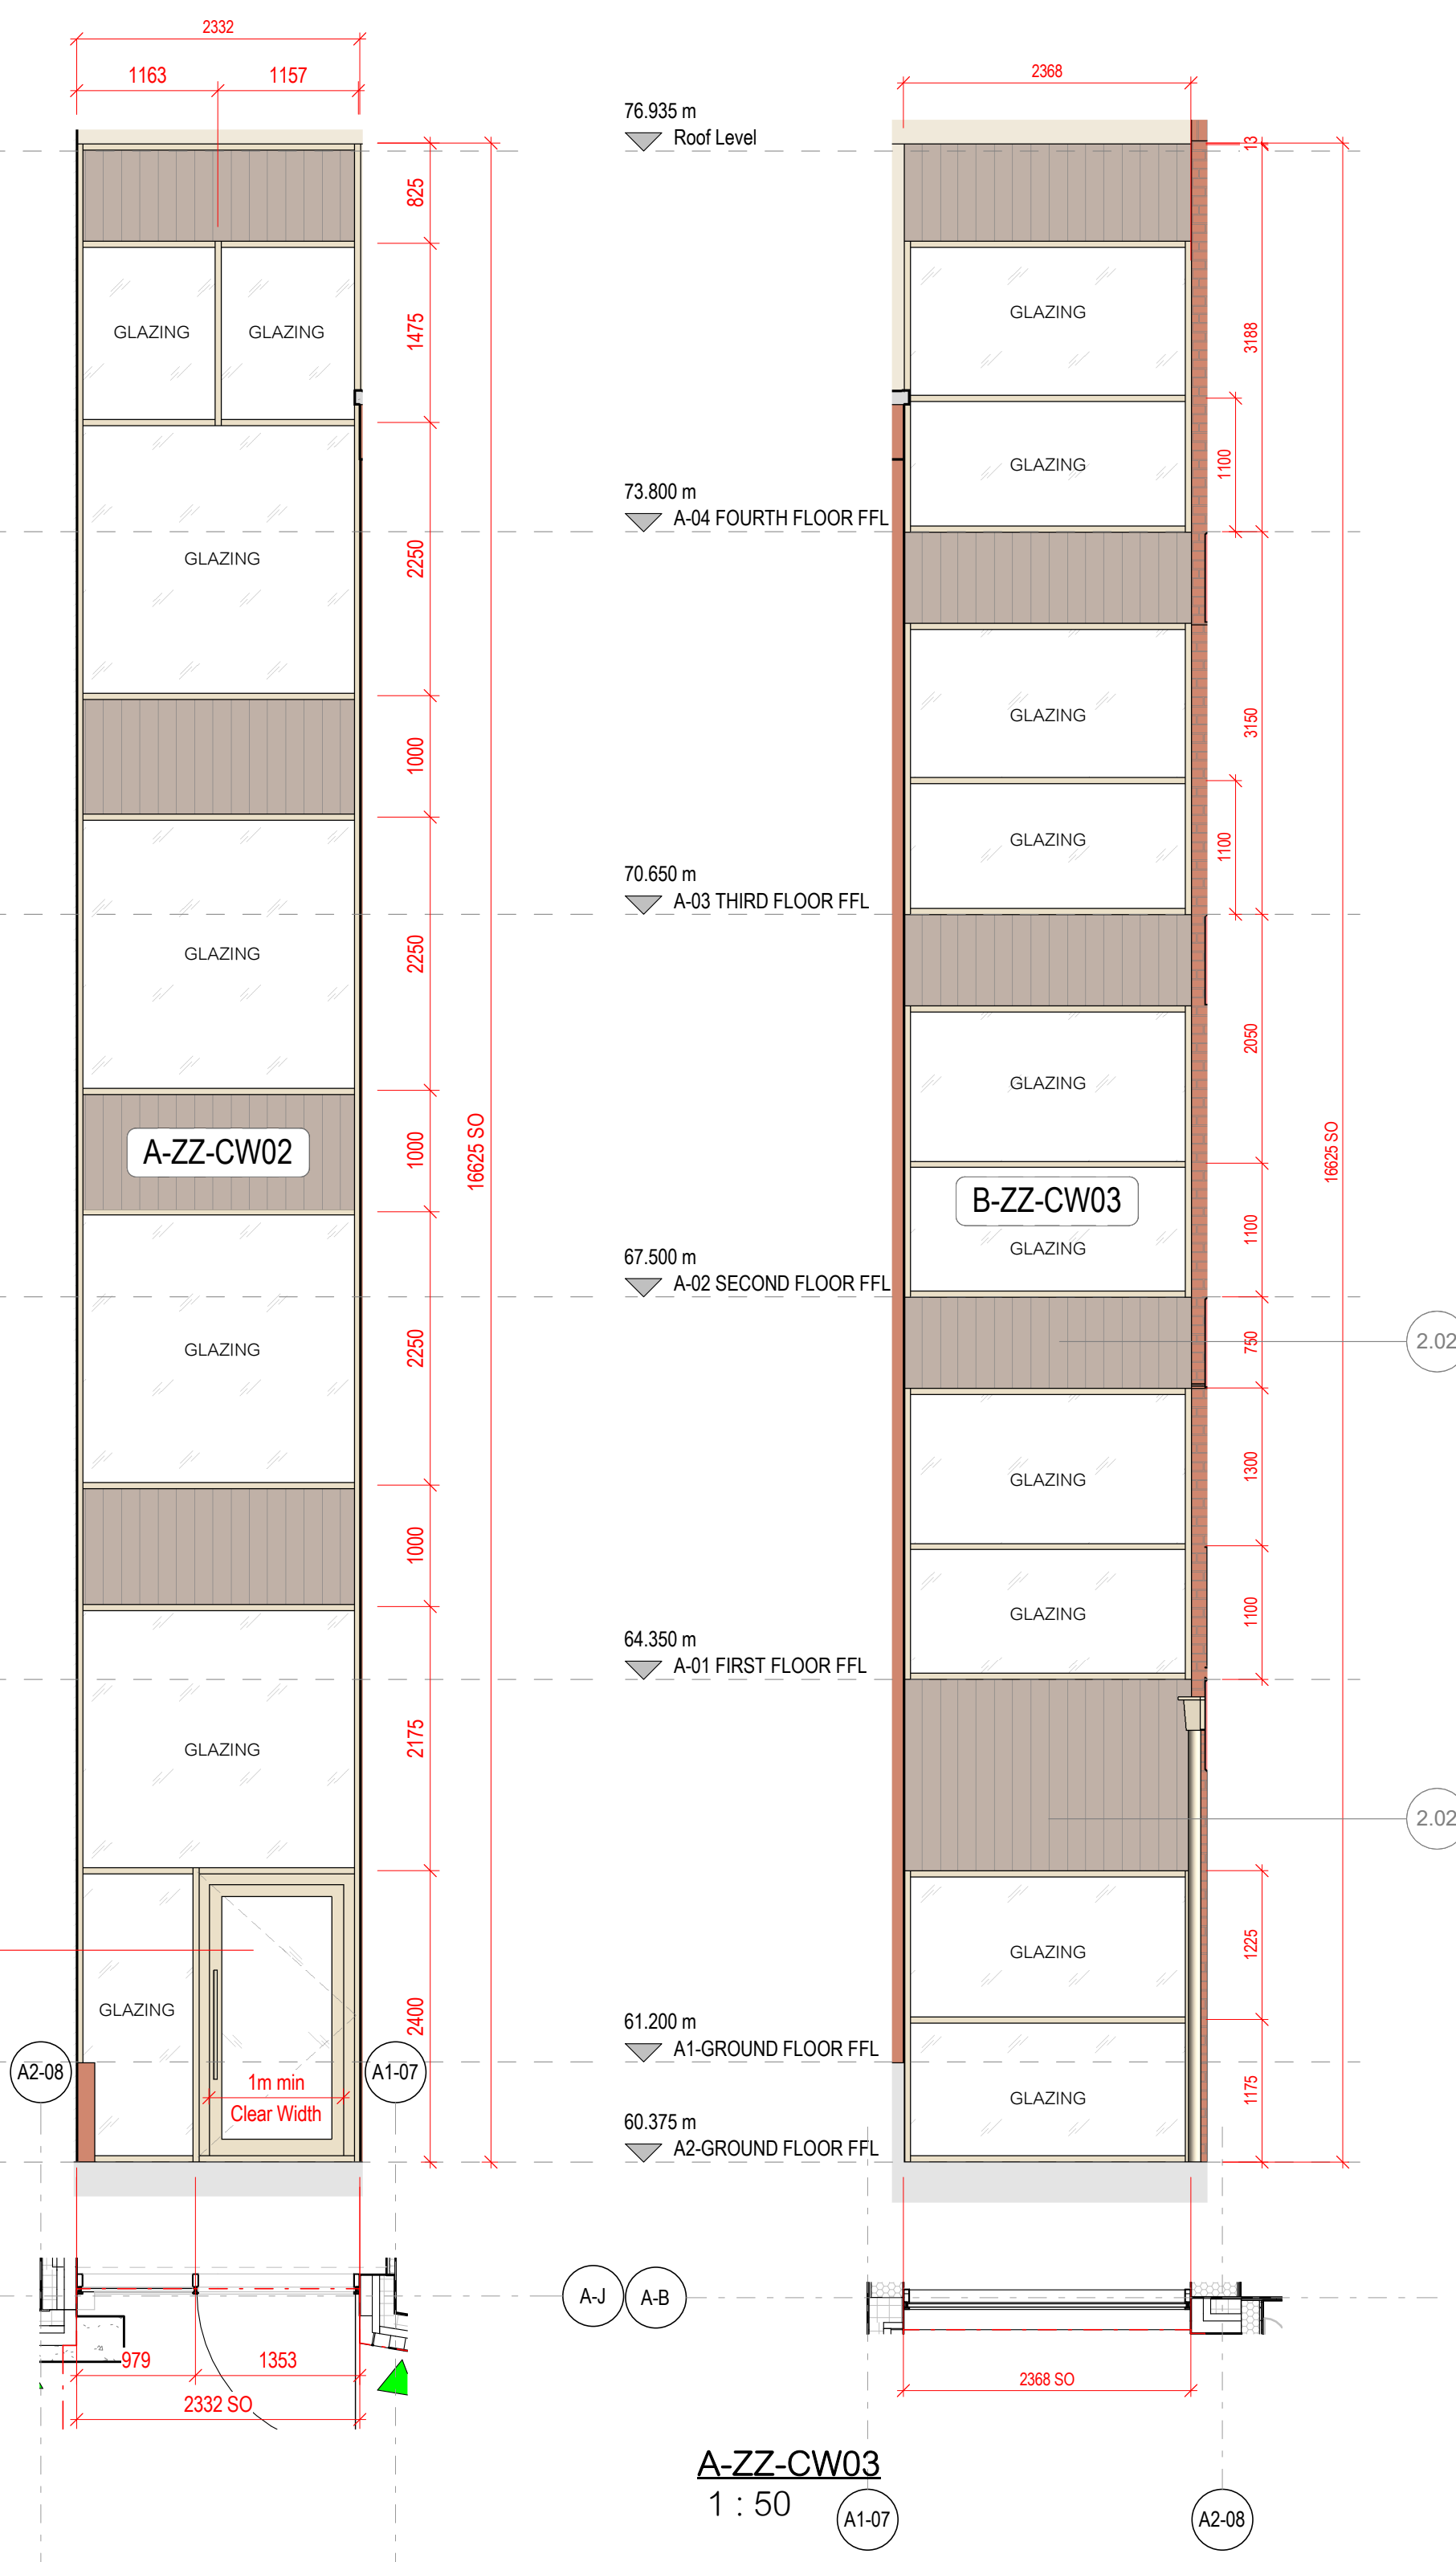 2332
1163
1157
825
1475
2250
1000
2250
1000
2250
1000
2175
2400
16625 SO
GLAZING
GLAZING
GLAZING
GLAZING
A-ZZ-CW02
GLAZING
GLAZING
GLAZING
1m min
Clear Width
A2-08
A1-07
979
1353
2332 SO
76.935 m
Roof Level
73.800 m
A-04 FOURTH FLOOR FFL
70.650 m
A-03 THIRD FLOOR FFL
67.500 m
A-02 SECOND FLOOR FFL
64.350 m
A-01 FIRST FLOOR FFL
61.200 m
A1-GROUND FLOOR FFL
60.375 m
A2-GROUND FLOOR FFL
A-J
A-B
2368
GLAZING
GLAZING
GLAZING
GLAZING
GLAZING
B-ZZ-CW03
GLAZING
GLAZING
GLAZING
GLAZING
GLAZING
13
3188
1100
3150
1100
2050
1100
750
1300
1100
1225
1175
16625 SO
2.02
2.02
2368 SO
A-ZZ-CW03
1 : 50
A1-07
A2-08